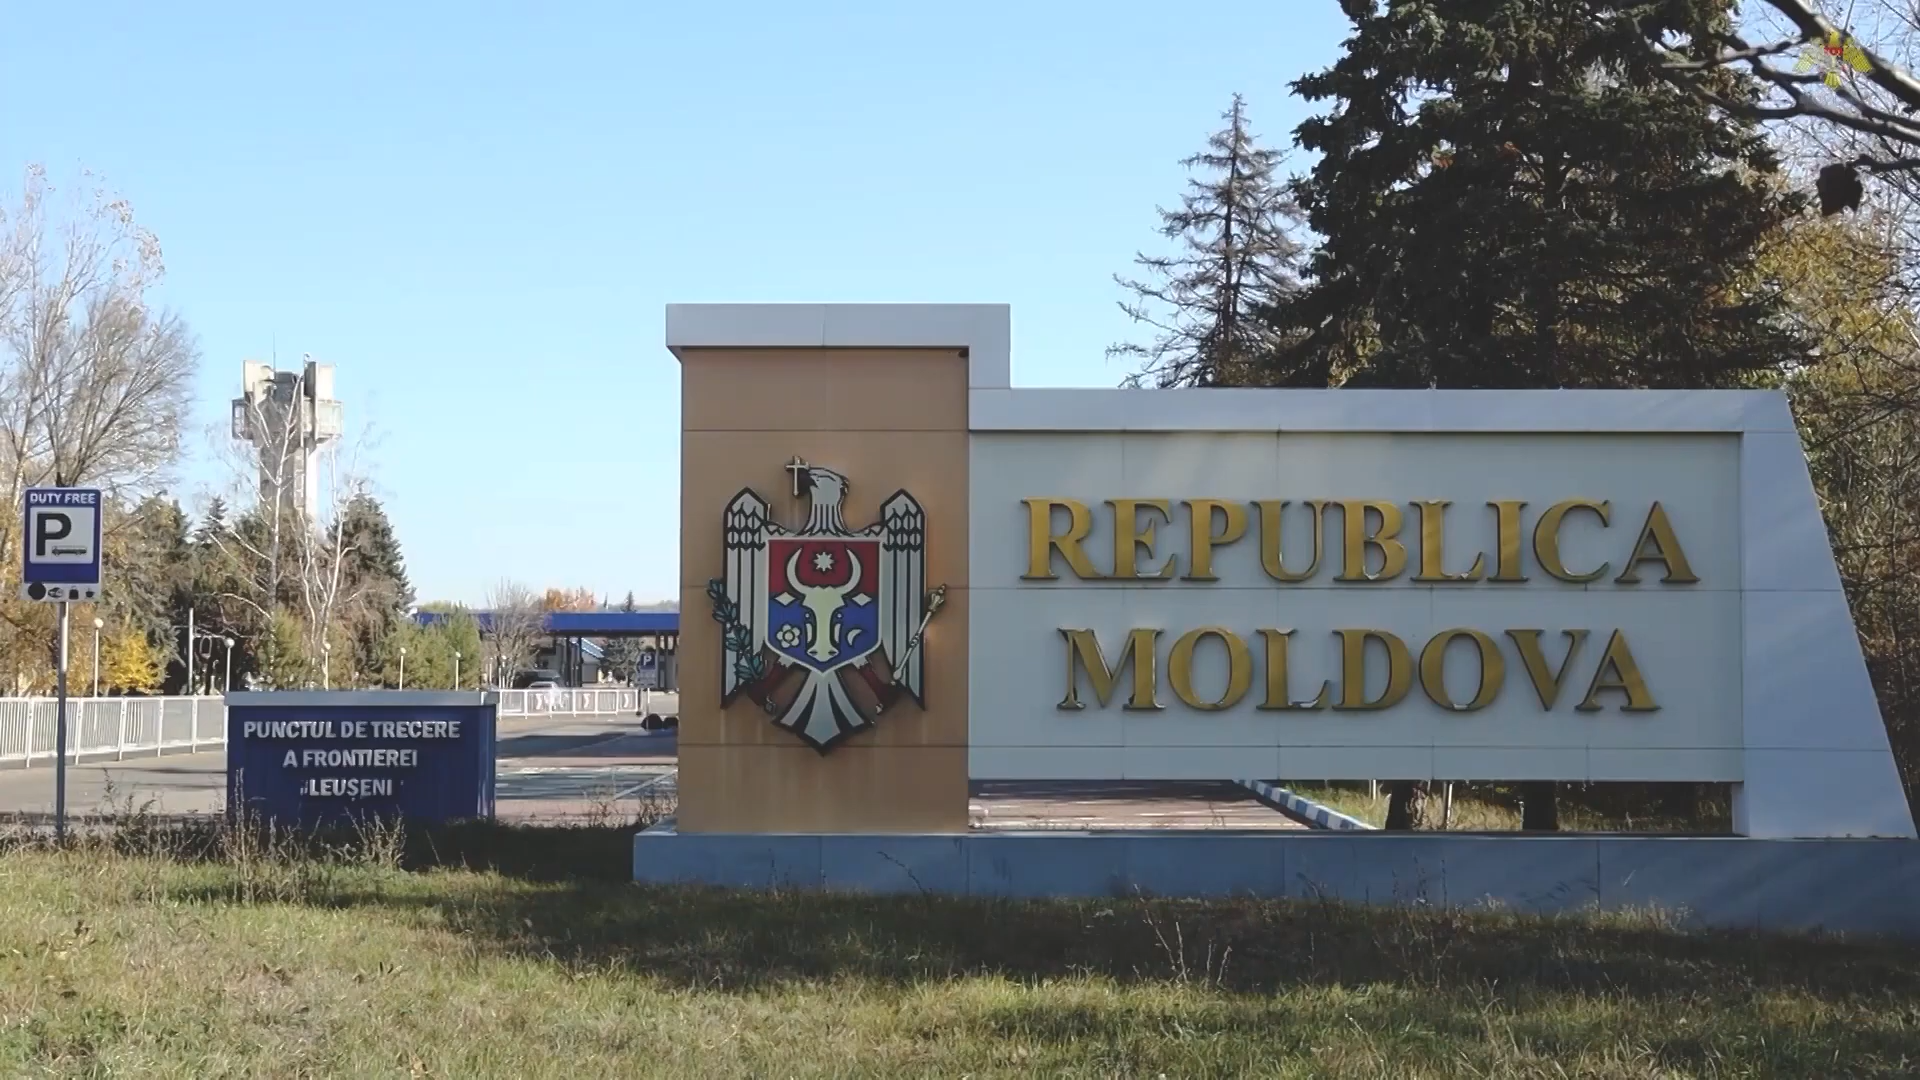 DUTY FREE
P
PUNCTUL DE TRECERE
A FRONTIEREI
LEUȘENI
P
REPUBLICA
MOLDOVA